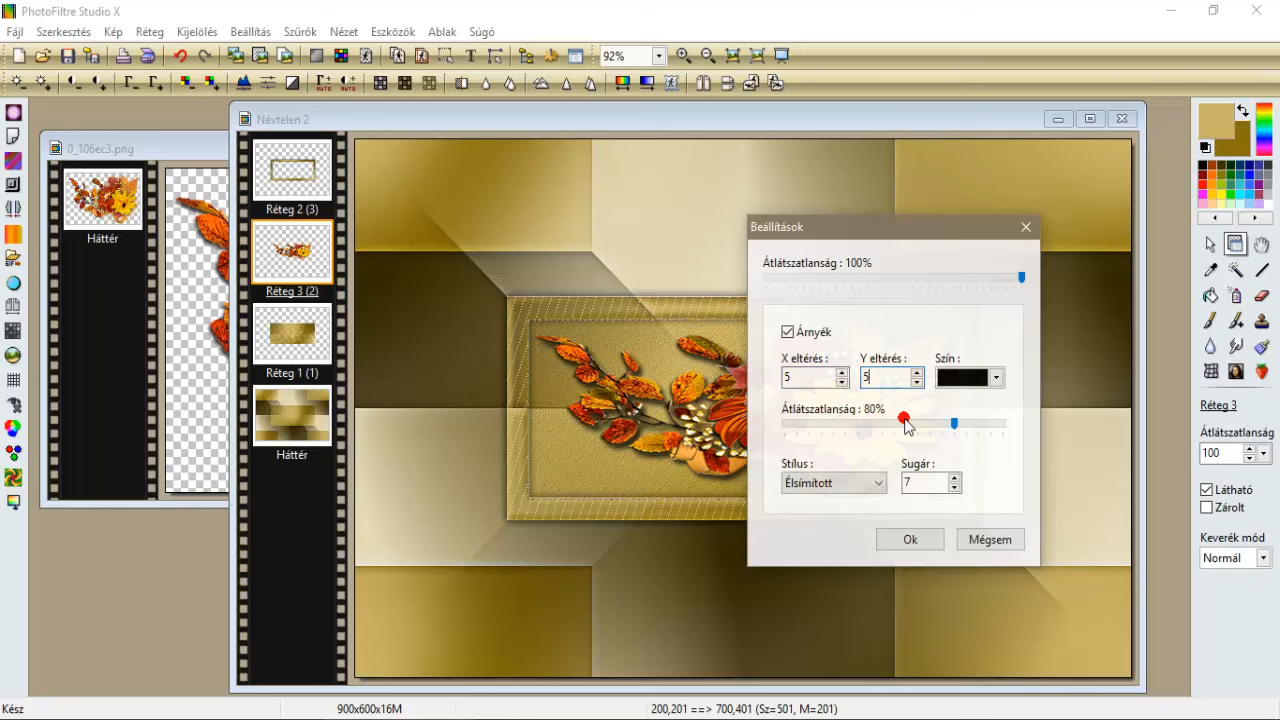 PhotoFiltre Studio X
Fájl Szerkesztés Kép Réteg Kijelölés Beállítás Szűrők Nézet Eszközök Ablak Súgó
92%
Névtelen 2
0_106ec3.png
Háttér
Réteg 2 (3)
Réteg 3 (2)
Réteg 1 (1)
Háttér
Beállítások
Átlátszatlanság : 100%
Árnyék
X eltérés : Y eltérés : Szín :
5 5
Átlátszatlanság : 80%
Stílus : Sugár :
Élsímított 7
Ok Mégsem
Réteg 3
Átlátszatlanság
100
Látható
Zárolt
Keverék mód
Normál
Kész 900x600x16M 200,201 ==> 700,401 (Sz=501, M=201)